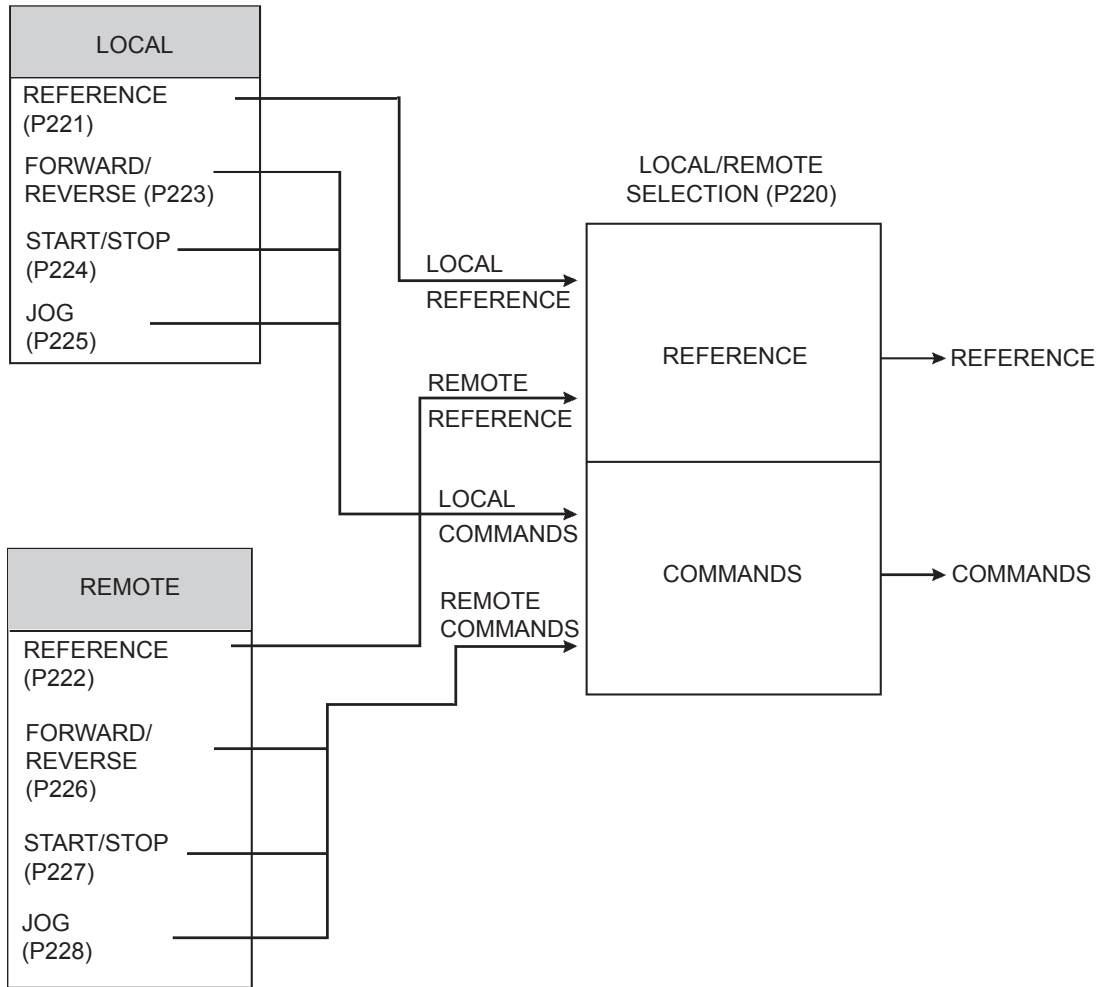 LOCAL
REFERENCE
(P221)
FORWARD/
REVERSE (P223)
START/STOP
(P224)
JOG
(P225)
LOCAL/REMOTE
SELECTION (P220)
LOCAL
REFERENCE
REMOTE
REFERENCE
LOCAL
COMMANDS
REMOTE
COMMANDS
REFERENCE
REFERENCE
COMMANDS
COMMANDS
REMOTE
REFERENCE
(P222)
FORWARD/
REVERSE
(P226)
START/STOP
(P227)
JOG
(P228)